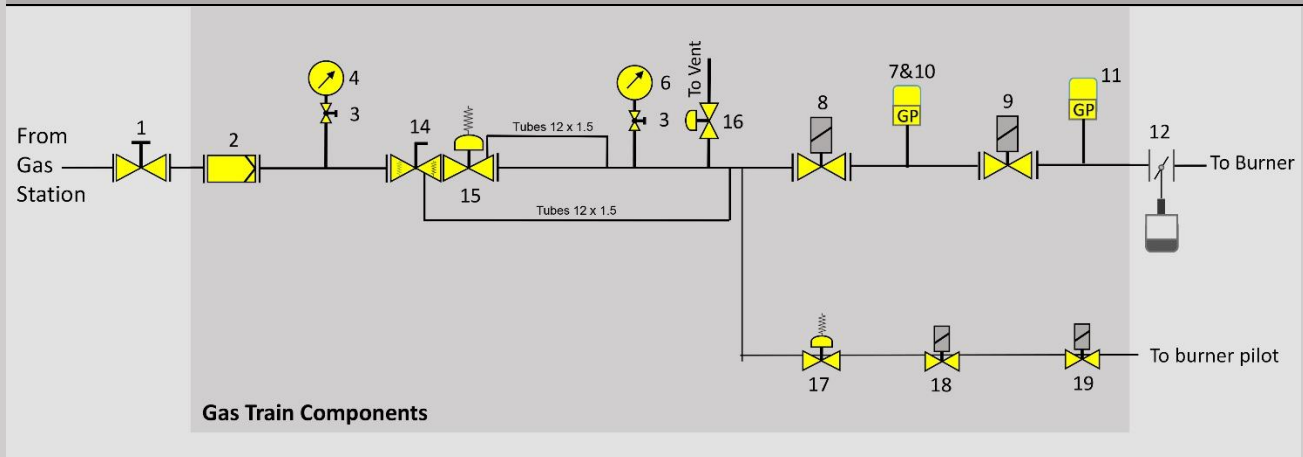 From
Gas
Station
1
2
4
3
14
15
Tubes 12 x 1.5
Tubes 12 x 1.5
6
3
To Vent
16
8
7&10
GP
9
11
GP
12
To Burner
17
18
19
To burner pilot
Gas Train Components